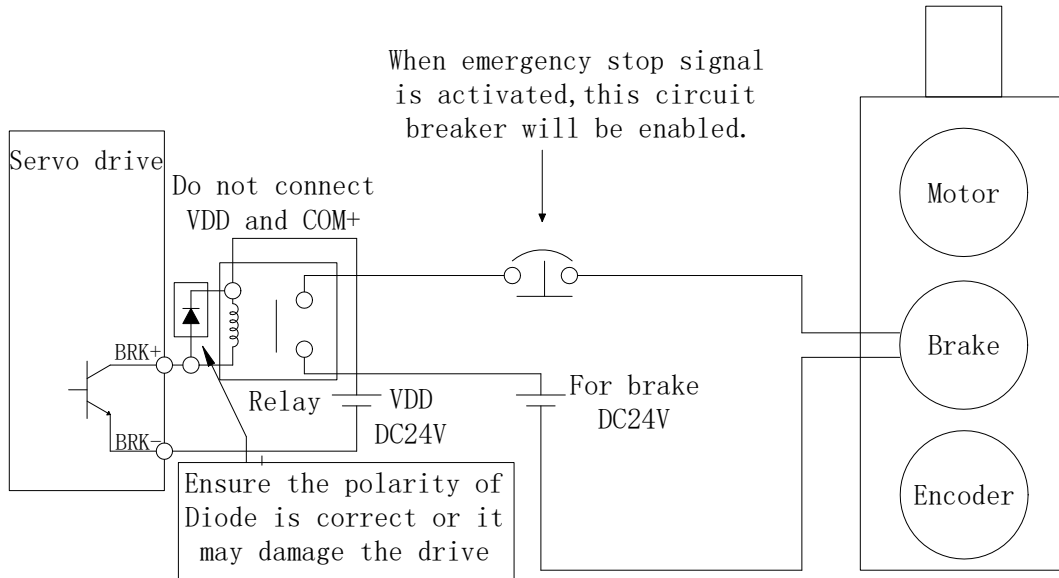 When emergency stop signal
is activated,this circuit
breaker will be enabled.
Servo drive
Do not connect
VDD and COM+
Motor
BRK+
Brake
Relay
VDD
DC24V
For brake
DC24V
BRK-
Ensure the polarity of
Diode is correct or it
may damage the drive
Encoder